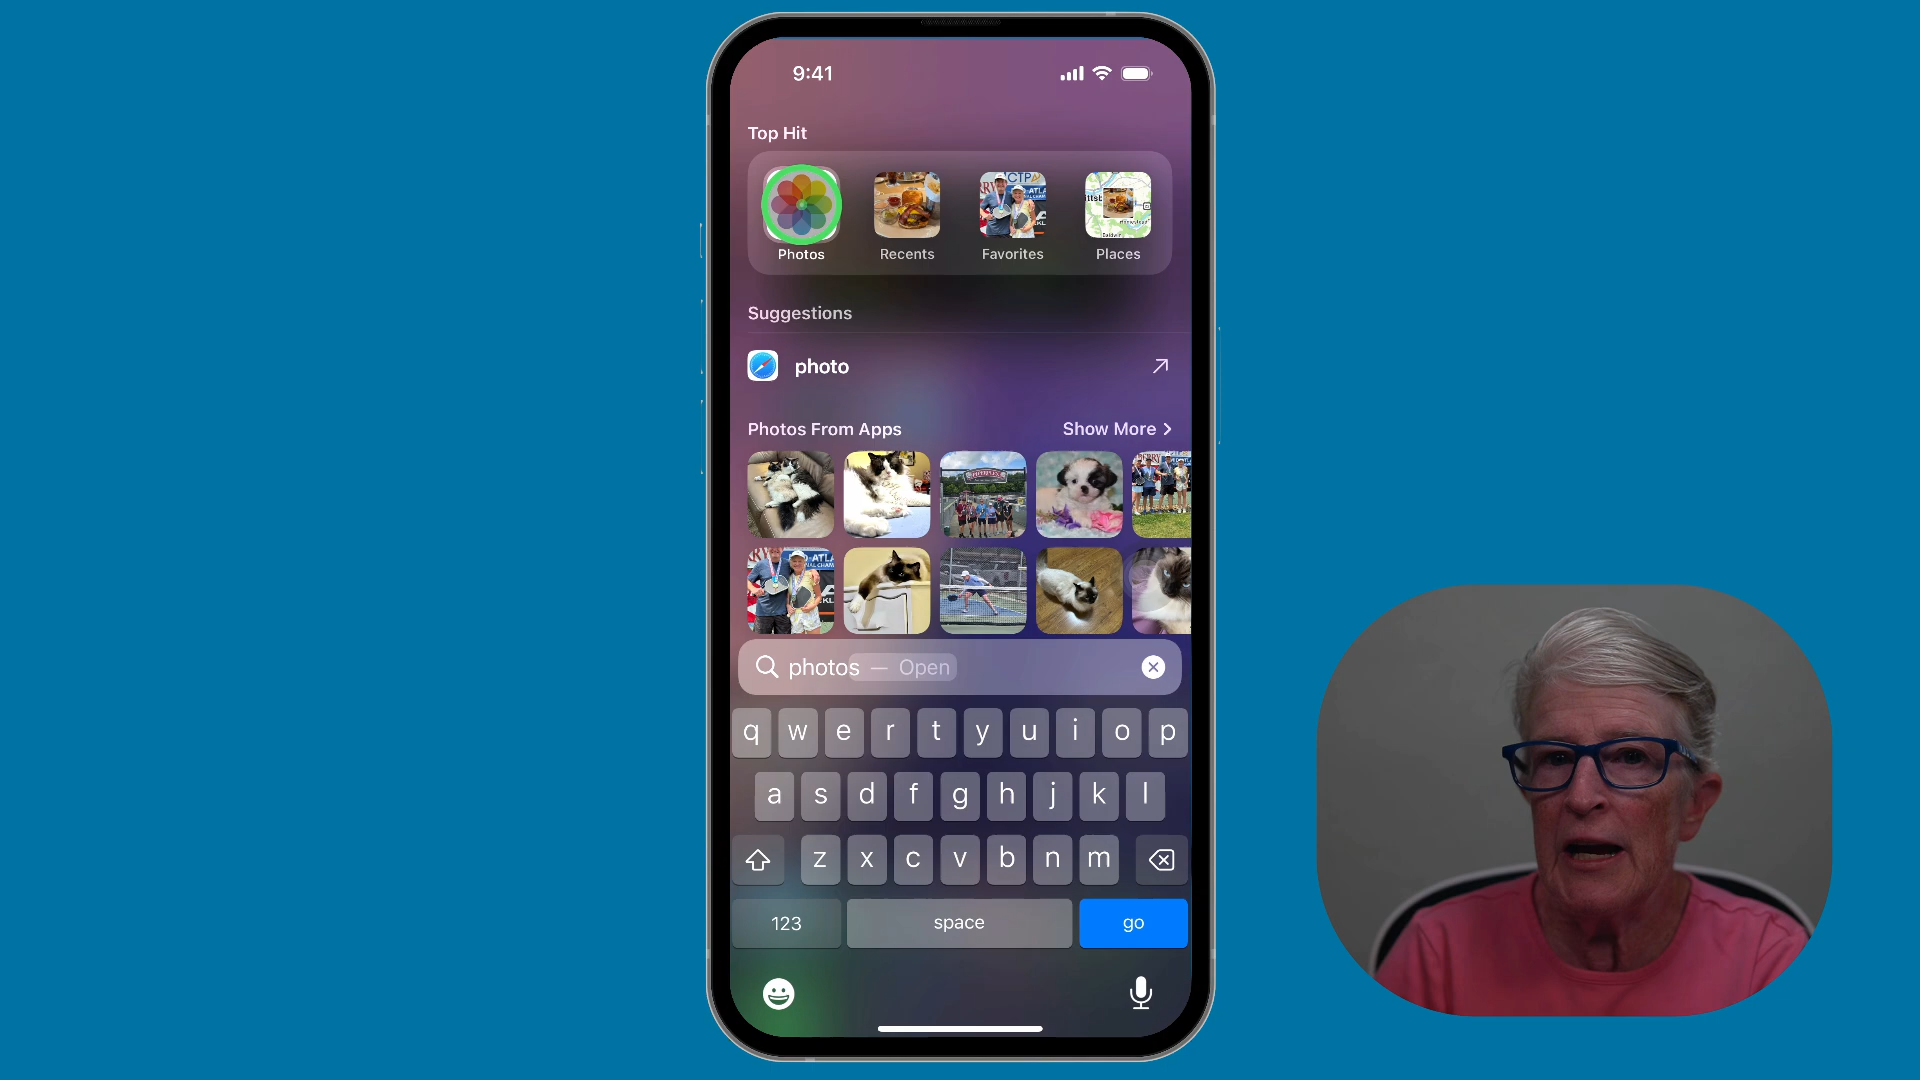 9:41
Top Hit
Photos
Recents
Favorites
Places
Suggestions
photo
Photos From Apps
Show More
photos — Open
q w e r t y u i o p
a s d f g h j k l
z x c v b n m
123 space go